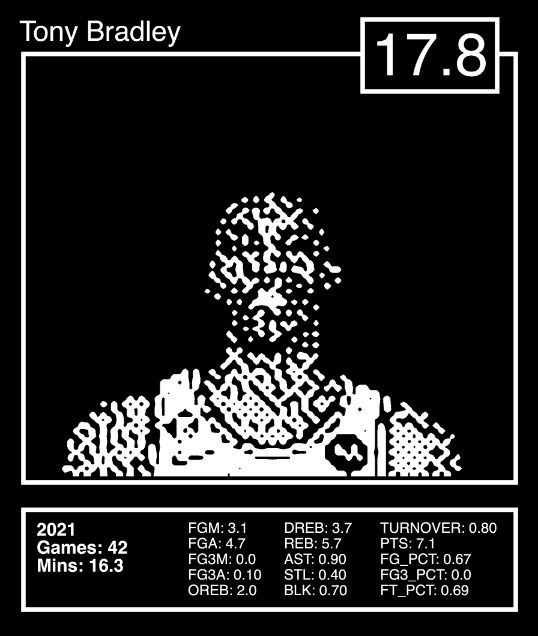 Tony Bradley
17.8
2021
Games: 42
Mins: 16.3
FGM: 3.1
FGA: 4.7
FG3M: 0.0
FG3A: 0.10
OREB: 2.0
DREB: 3.7
REB: 5.7
AST: 0.90
STL: 0.40
BLK: 0.70
TURNOVER: 0.80
PTS: 7.1
FG_PCT: 0.67
FG3_PCT: 0.0
FT_PCT: 0.69